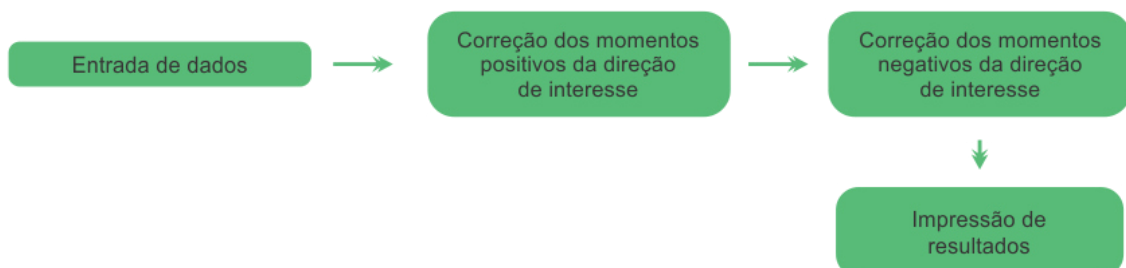 Entrada de dados
Correção dos momentos
positivos da direção
de interesse
Correção dos momentos
negativos da direção
de interesse
Impressão de
resultados